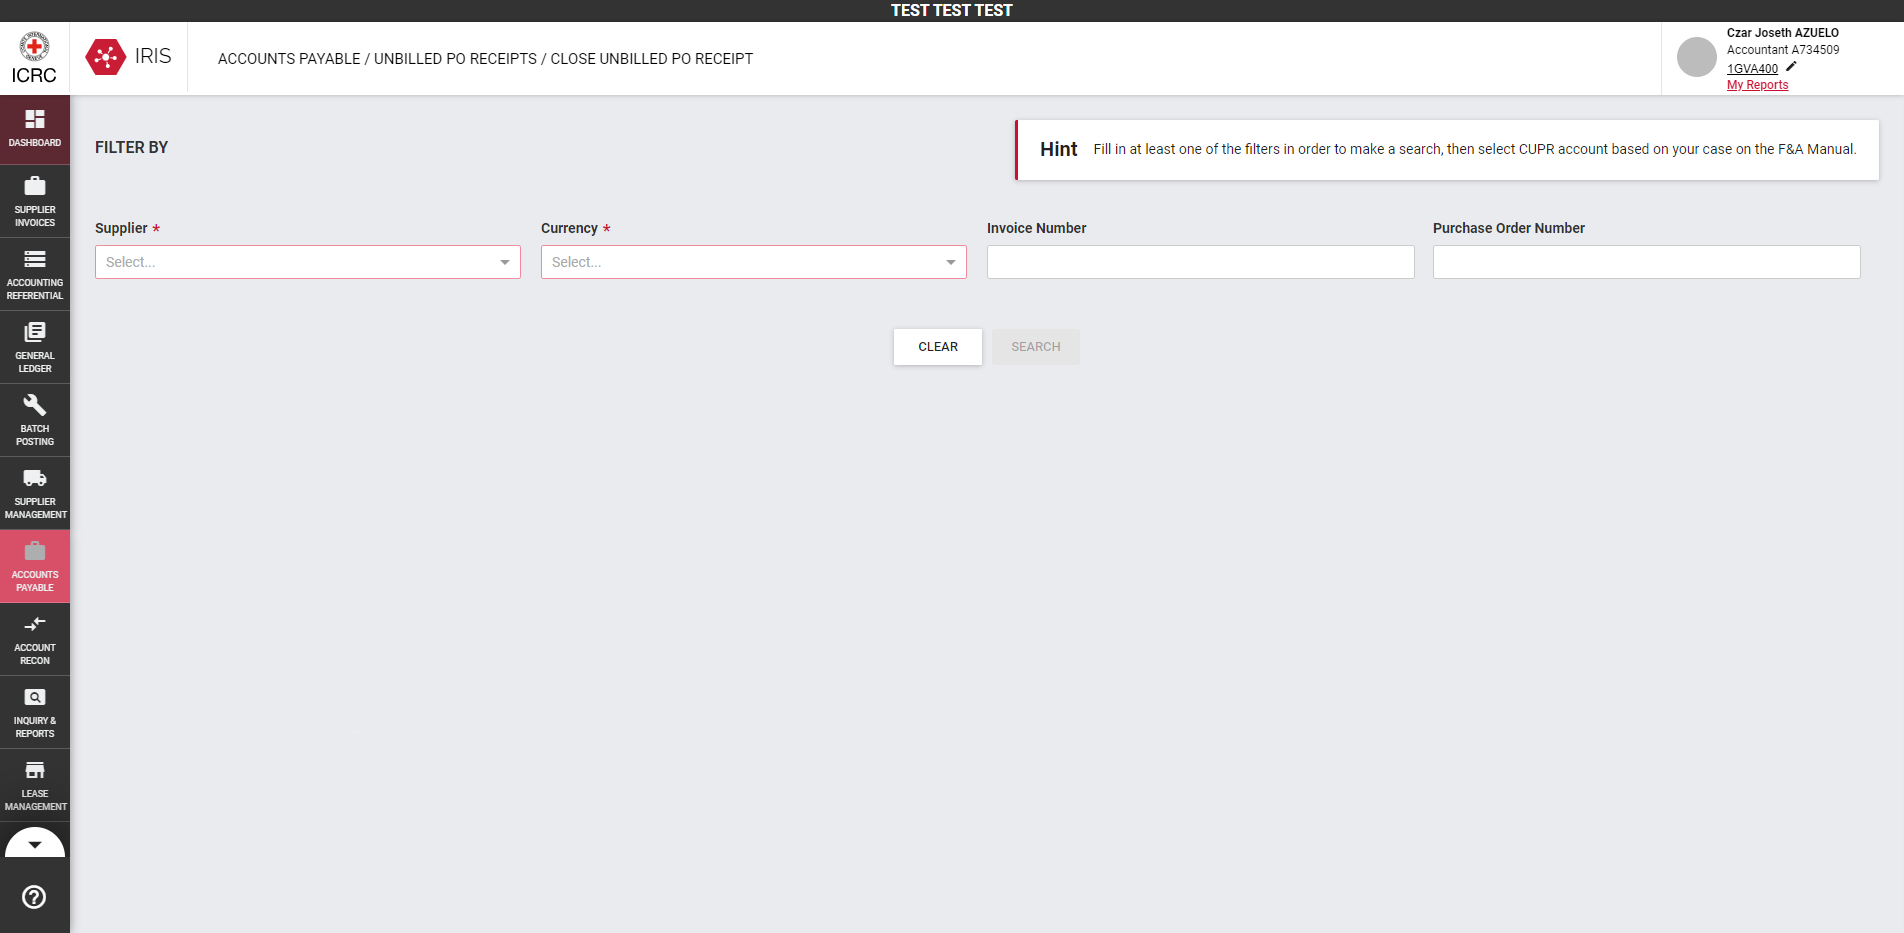 TEST TEST TEST
ICRC
IRIS
ACCOUNTS PAYABLE / UNBILLED PO RECEIPTS / CLOSE UNBILLED PO RECEIPT
Czar Joseth AZUELO
Accountant A734509
1GVA400
My Reports
DASHBOARD
SUPPLIER
INVOICES
ACCOUNTING
REFERENTIAL
GENERAL
LEDGER
BATCH
POSTING
SUPPLIER
MANAGEMENT
ACCOUNTS
PAYABLE
ACCOUNT
RECON
INQUIRY &
REPORTS
LEASE
MANAGEMENT
FILTER BY
Hint Fill in at least one of the filters in order to make a search, then select CUPR account based on your case on the F&A Manual.
Supplier * Currency * Invoice Number Purchase Order Number
Select... Select...
CLEAR SEARCH